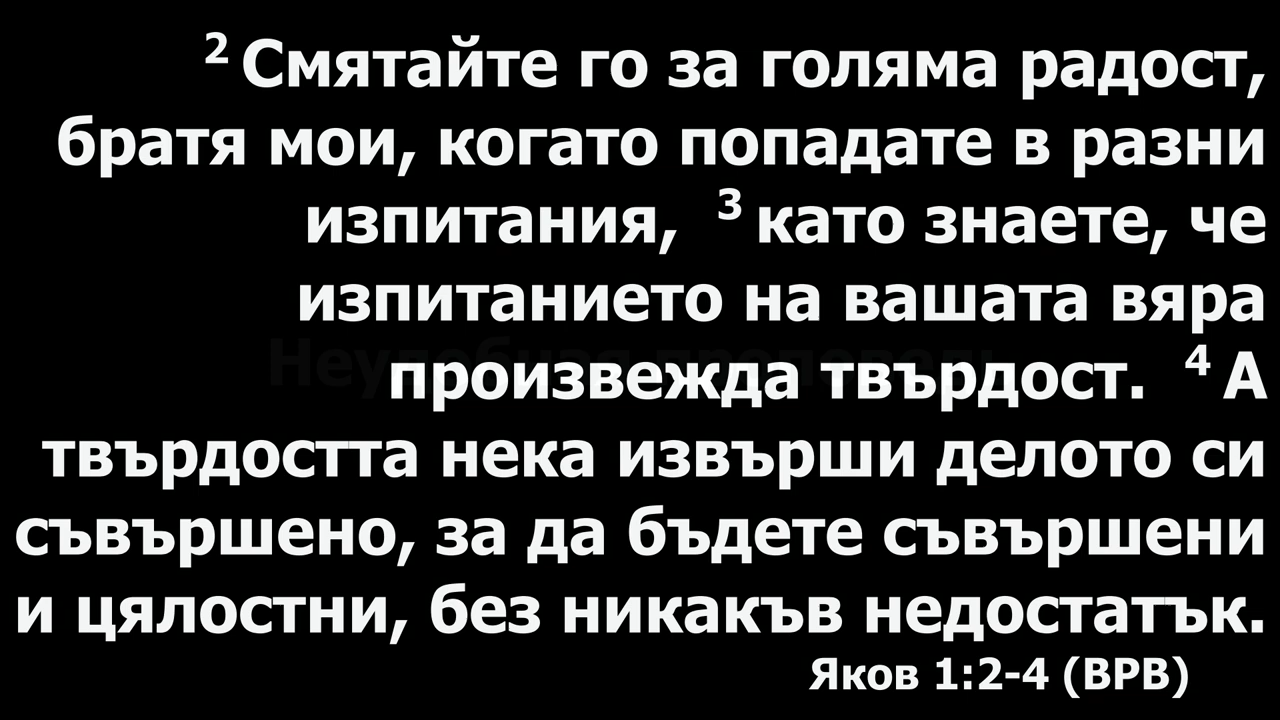 2 Смятайте го за голяма радост,
братя мои, когато попадате в разни
изпитания, 3 като знаете, че
изпитанието на вашата вяра
произвежда твърдост. 4 А
твърдостта нека извърши делото си
съвършено, за да бъдете съвършени
и цялостни, без никакъв недостатък.
Яков 1:2-4 (ВРВ)